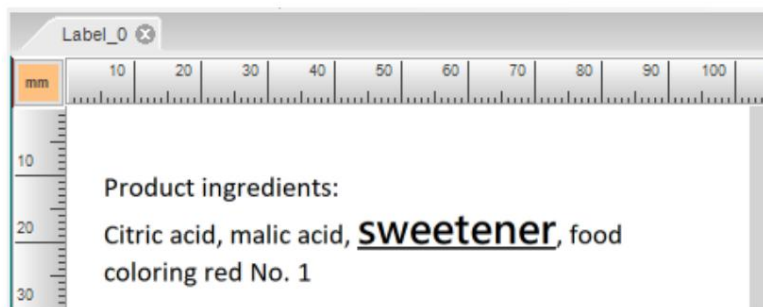 Label_0
mm 10 20 30 40 50 60 70 80 90 100
10
Product ingredients:
20
Citric acid, malic acid, sweetener, food
coloring red No. 1
30